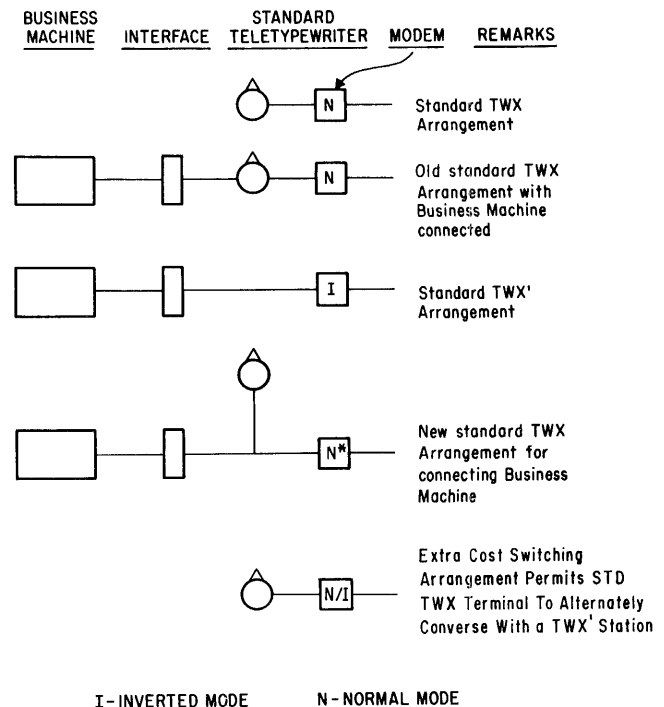 BUSINESS MACHINE
INTERFACE
STANDARD TELETYPEWRITER
MODEM
REMARKS
N
Standard TWX
Arrangement
N
Old standard TWX
Arrangement with
Business Machine
connected
I
Standard TWX'
Arrangement
N*
New standard TWX
Arrangement for
connecting Business
Machine
N/I
Extra Cost Switching
Arrangement Permits STD
TWX Terminal To Alternately
Converse With a TWX' Station
I-INVERTED MODE
N-NORMAL MODE